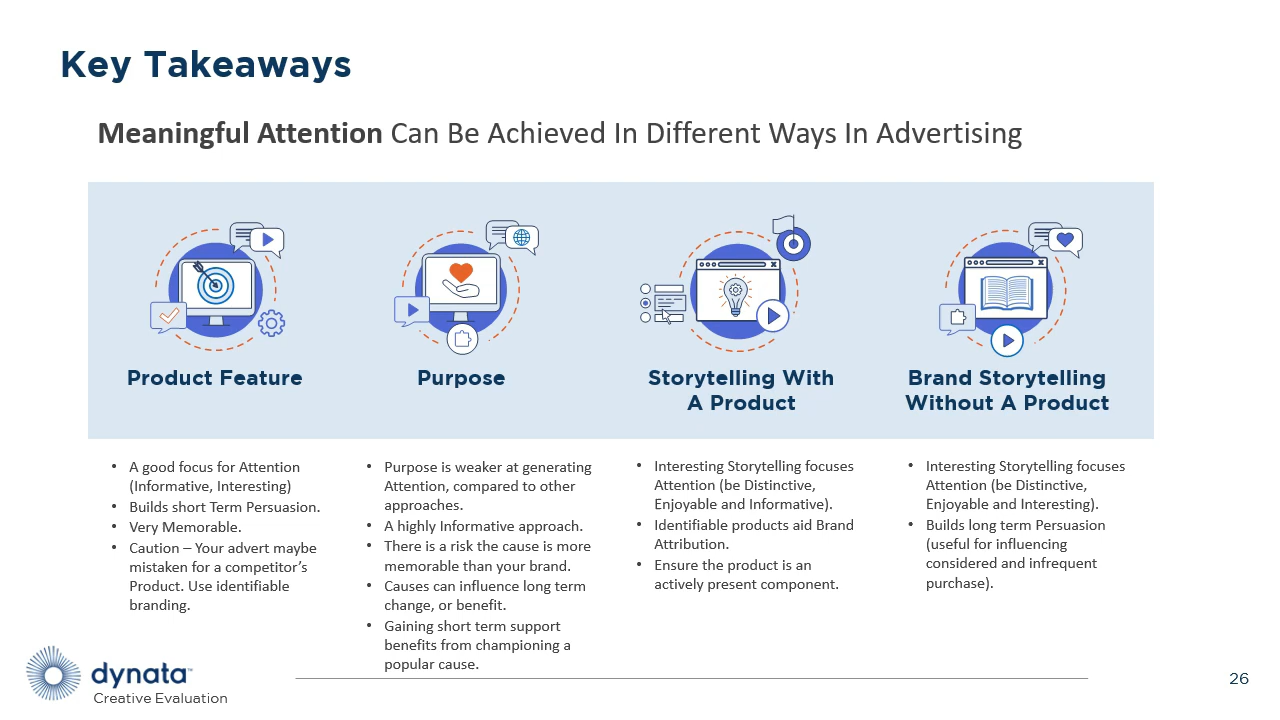 Key Takeaways
Meaningful Attention Can Be Achieved In Different Ways In Advertising
Product Feature
• A good focus for Attention
(Informative, Interesting)
• Builds short Term Persuasion.
• Very Memorable.
• Caution – Your advert maybe
mistaken for a competitor’s
Product. Use identifiable
branding.
Purpose
• Purpose is weaker at generating
Attention, compared to other
approaches.
• A highly Informative approach.
• There is a risk the cause is more
memorable than your brand.
• Causes can influence long term
change, or benefit.
• Gaining short term support
benefits from championing a
popular cause.
Storytelling With
A Product
• Interesting Storytelling focuses
Attention (be Distinctive,
Enjoyable and Informative).
• Identifiable products aid Brand
Attribution.
• Ensure the product is an
actively present component.
Brand Storytelling
Without A Product
• Interesting Storytelling focuses
Attention (be Distinctive,
Enjoyable and Interesting).
• Builds long term Persuasion
(useful for influencing
considered and infrequent
purchase).
dynata™
Creative Evaluation
26